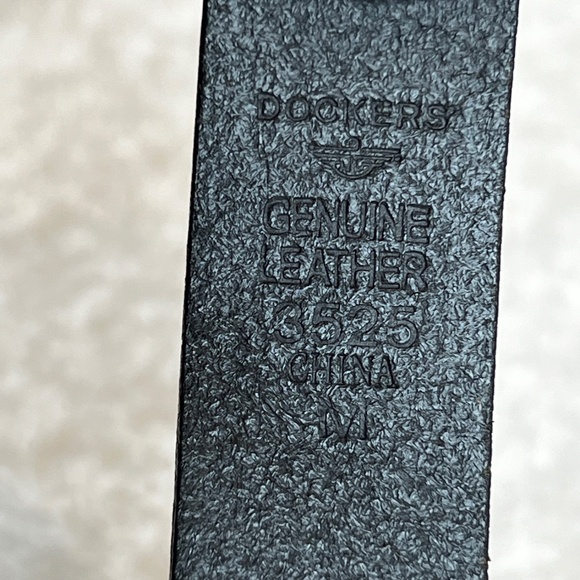 DOCKERS
GENUINE
LEATHER
3525
CHINA
M